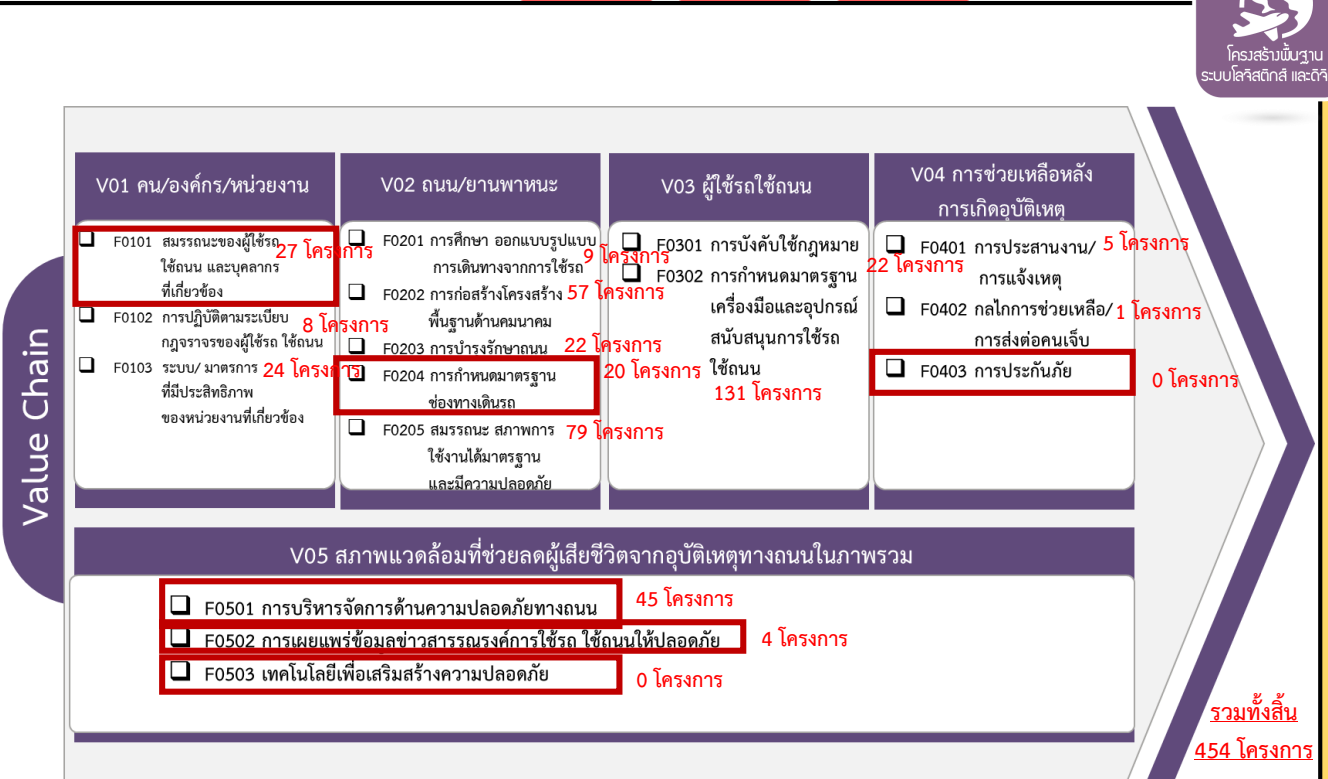 โครงสร้างพื้นฐาน
ระบบโลจิสติกส์ และดิจิ
Value Chain
V01 คน/องค์กร/หน่วยงาน
F0101 สมรรถนะของผู้ใช้รถ
ใช้ถนน และบุคลากร
ที่เกี่ยวข้อง
27 โครงการ
F0102 การปฏิบัติตามระเบียบ
กฎจราจรของผู้ใช้รถ ใช้ถนน
8 โครงการ
F0103 ระบบ/ มาตรการ
ที่มีประสิทธิภาพ
ของหน่วยงานที่เกี่ยวข้อง
24 โครงการ
V02 ถนน/ยานพาหนะ
F0201 การศึกษา ออกแบบรูปแบบ
การเดินทางจากการใช้รถ
9 โครงการ
F0202 การก่อสร้างโครงสร้าง
พื้นฐานด้านคมนาคม
57 โครงการ
F0203 การบำรุงรักษาถนน
22 โครงการ
F0204 การกำหนดมาตรฐาน
ช่องทางเดินรถ
20 โครงการ
F0205 สมรรถนะ สภาพการ
ใช้งานได้มาตรฐาน
และมีความปลอดภัย
79 โครงการ
V03 ผู้ใช้รถใช้ถนน
F0301 การบังคับใช้กฎหมาย
22 โครงการ
F0302 การกำหนดมาตรฐาน
เครื่องมือและอุปกรณ์
สนับสนุนการใช้รถ
ใช้ถนน
131 โครงการ
V04 การช่วยเหลือหลัง
การเกิดอุบัติเหตุ
F0401 การประสานงาน/
การแจ้งเหตุ
5 โครงการ
F0402 กลไกการช่วยเหลือ/
การส่งต่อคนเจ็บ
1 โครงการ
F0403 การประกันภัย
0 โครงการ
V05 สภาพแวดล้อมที่ช่วยลดผู้เสียชีวิตจากอุบัติเหตุทางถนนในภาพรวม
F0501 การบริหารจัดการด้านความปลอดภัยทางถนน
45 โครงการ
F0502 การเผยแพร่ข้อมูลข่าวสารรณรงค์การใช้รถ ใช้ถนนให้ปลอดภัย
4 โครงการ
F0503 เทคโนโลยีเพื่อเสริมสร้างความปลอดภัย
0 โครงการ
รวมทั้งสิ้น
454 โครงการ